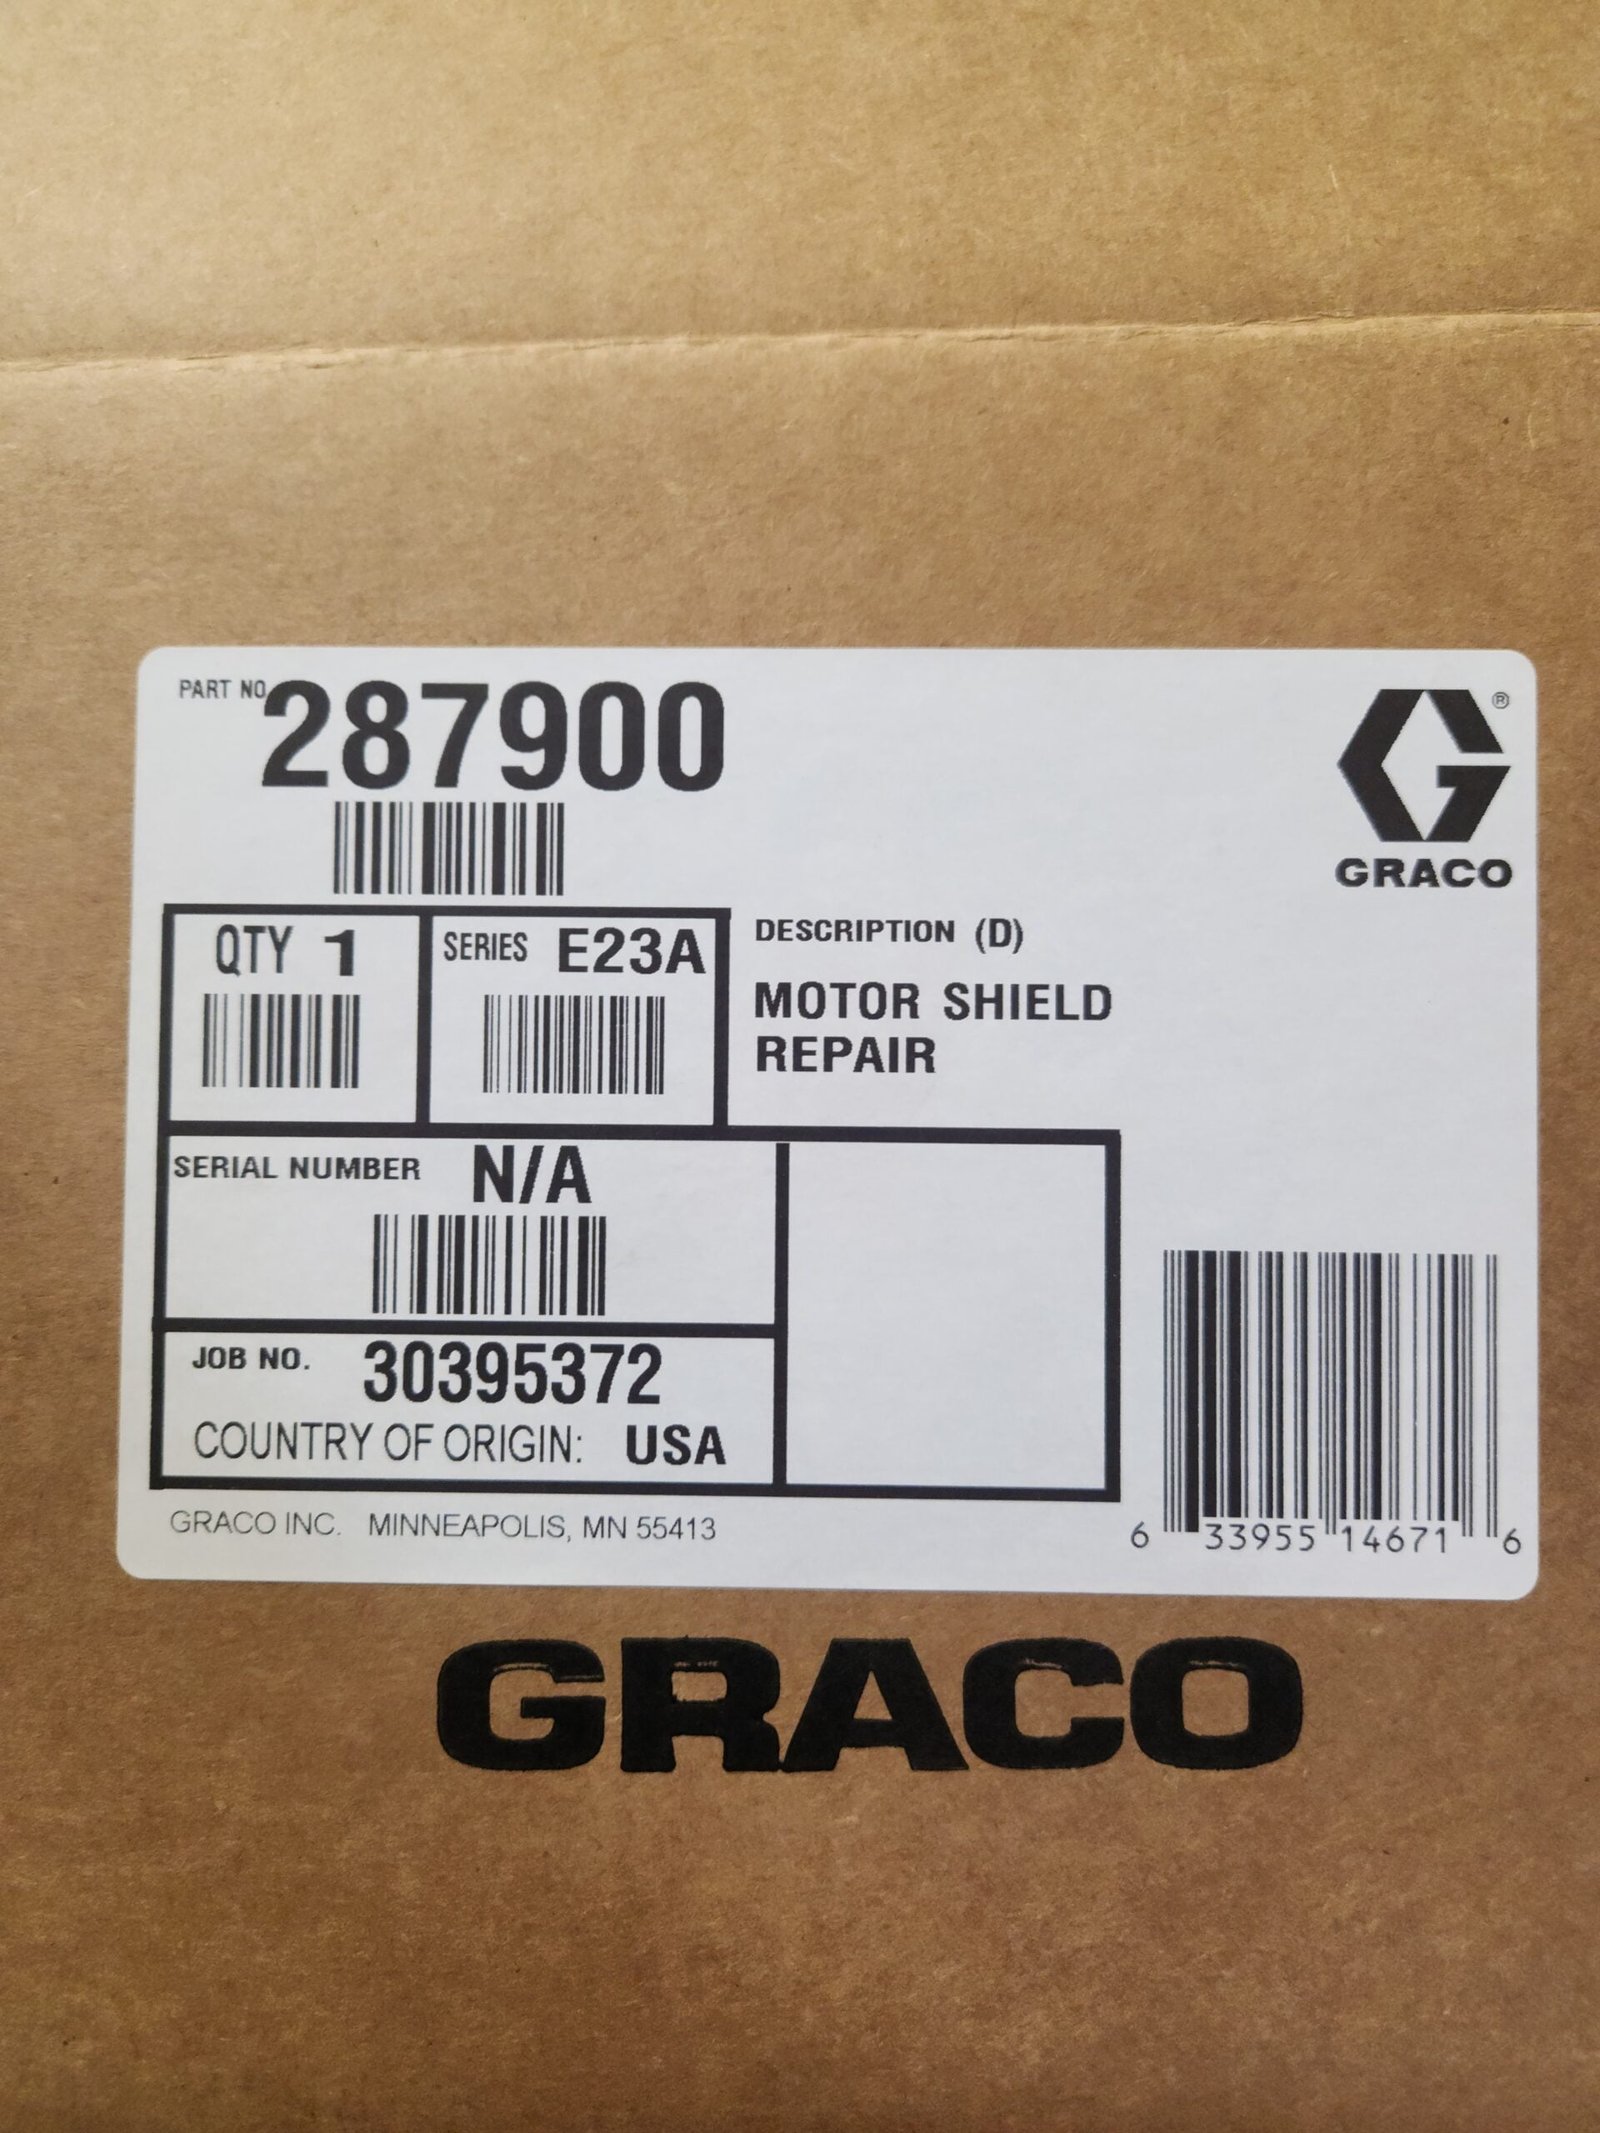 PART NO.
287900
®
GRACO
QTY 1
SERIES E23A
DESCRIPTION (D)
MOTOR SHIELD
REPAIR
SERIAL NUMBER N/A
JOB NO. 30395372
COUNTRY OF ORIGIN: USA
GRACO INC. MINNEAPOLIS, MN 55413
6 33955 14671 6
GRACO